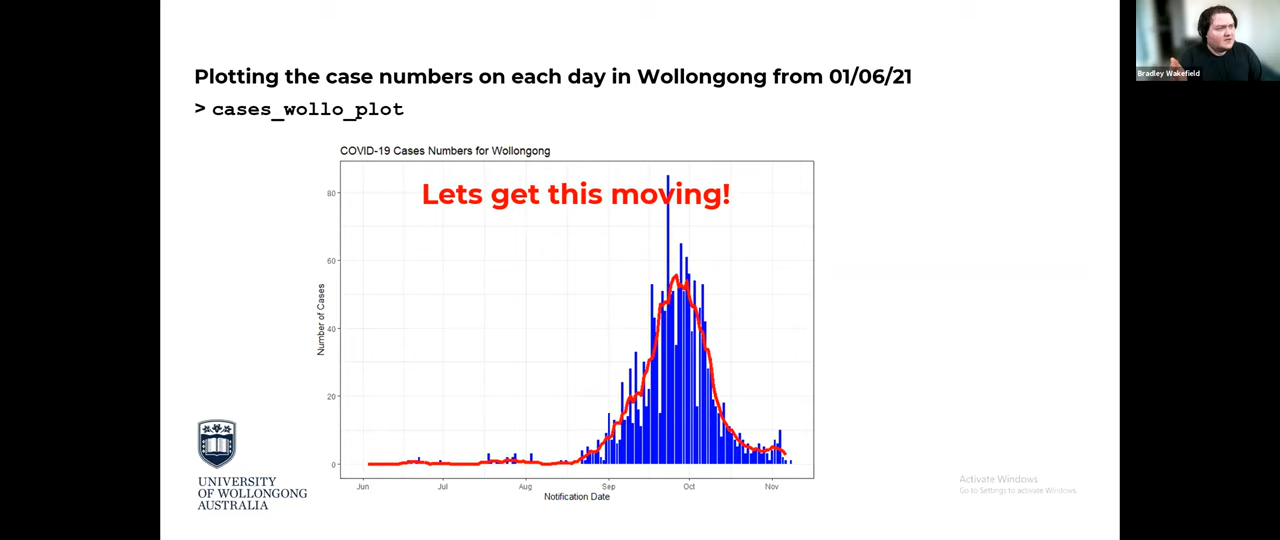 Plotting the case numbers on each day in Wollongong from 01/06/21
> cases_wollo_plot
COVID-19 Cases Numbers for Wollongong
Lets get this moving!
80
60
40
20
0
Number of Cases
Jun Jul Aug Sep Oct Nov
Notification Date
UNIVERSITY
OF WOLLONGONG
AUSTRALIA
Activate Windows
Go to Settings to activate Windows.
Bradley Wakefield